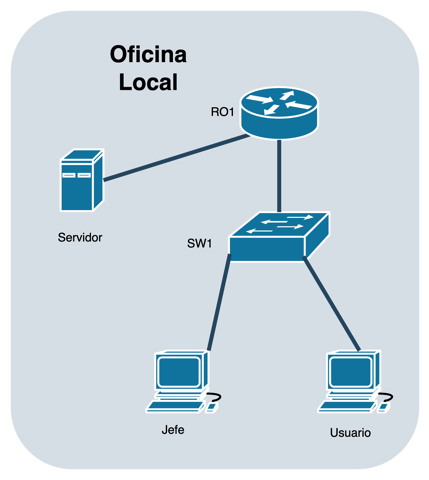 Oficina
Local
RO1
Servidor
SW1
Jefe
Usuario